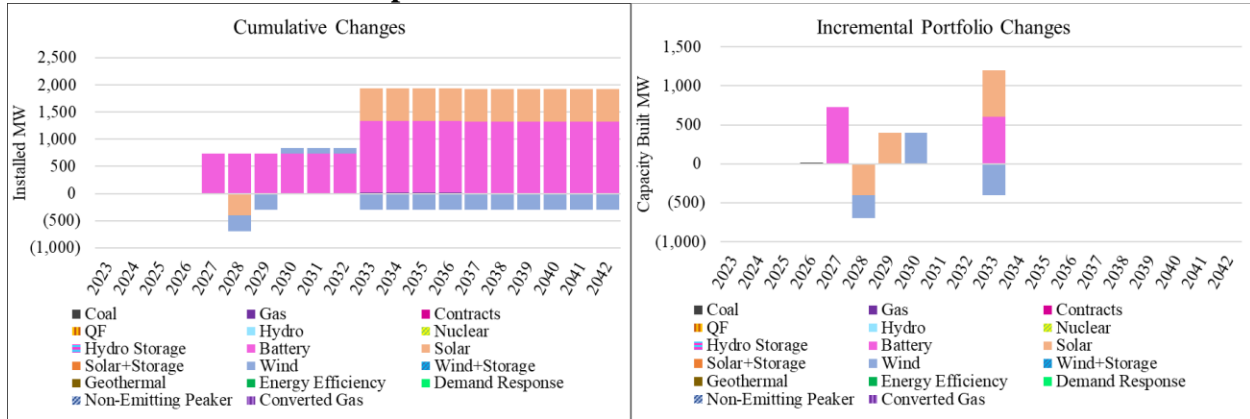 Cumulative Changes
Installed MW
2,500
2,000
1,500
1,000
500
0
(500)
(1,000)
2023 2024 2025 2026 2027 2028 2029 2030 2031 2032 2033 2034 2035 2036 2037 2038 2039 2040 2041 2042
Coal Gas Contracts
QF Hydro Nuclear
Hydro Storage Battery Solar
Solar+Storage Wind Wind+Storage
Geothermal Energy Efficiency Demand Response
Non-Emitting Peaker Converted Gas
Incremental Portfolio Changes
Capacity Built MW
1,500
1,000
500
0
(500)
(1,000)
2023 2024 2025 2026 2027 2028 2029 2030 2031 2032 2033 2034 2035 2036 2037 2038 2039 2040 2041 2042
Coal Gas Contracts
QF Hydro Nuclear
Hydro Storage Battery Solar
Solar+Storage Wind Wind+Storage
Geothermal Energy Efficiency Demand Response
Non-Emitting Peaker Converted Gas